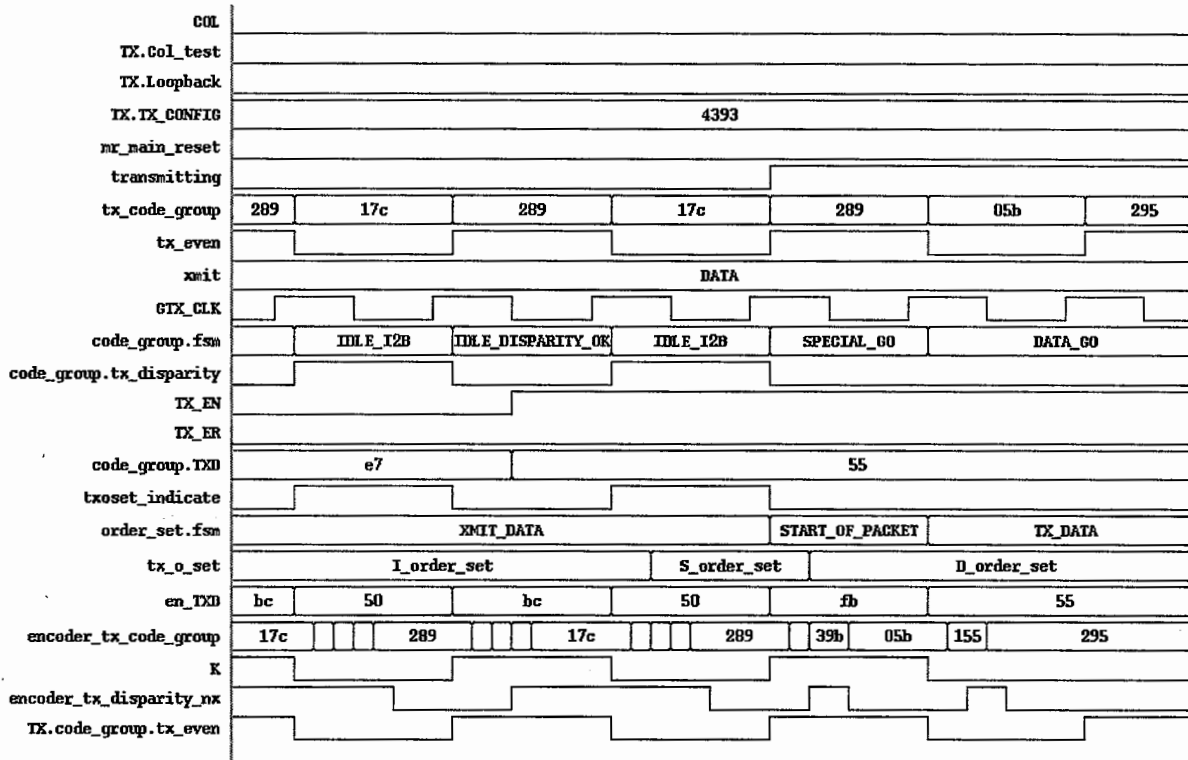 COL
TX.Col_test
TX.Loopback
TX.TX_CONFIG 4393
mr_main_reset
transmitting
tx_code_group 289 17c 289 17c 289 05b 295
tx_even
xmit DATA
GTX_CLK
code_group.fsm IDLE_I2B IDLE_DISPARITY_OK IDLE_I2B SPECIAL_GO DATA_GO
code_group.tx_disparity
TX_EN
TX_ER
code_group.TXD e7 55
txoset_indicate
order_set.fsm XMIT_DATA START_OF_PACKET TX_DATA
tx_o_set I_order_set S_order_set D_order_set
en_TXD bc 50 bc 50 fb 55
encoder_tx_code_group 17c 289 17c 289 39b 05b 155 295
K
encoder_tx_disparity_nx
TX.code_group.tx_even